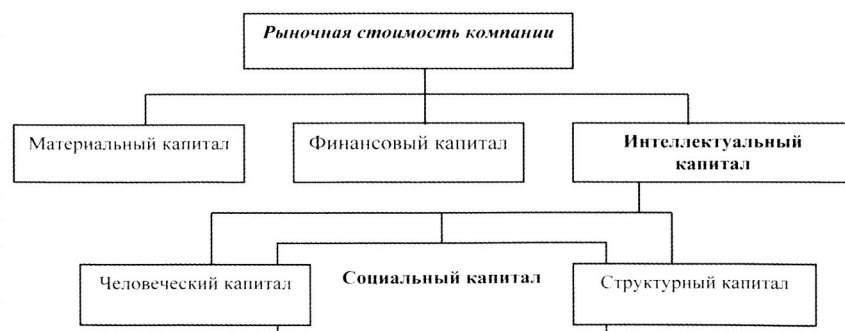 Рыночная стоимость компании
Материальный капитал
Финансовый капитал
Интеллектуальный
капитал
Человеческий капитал
Социальный капитал
Структурный капитал